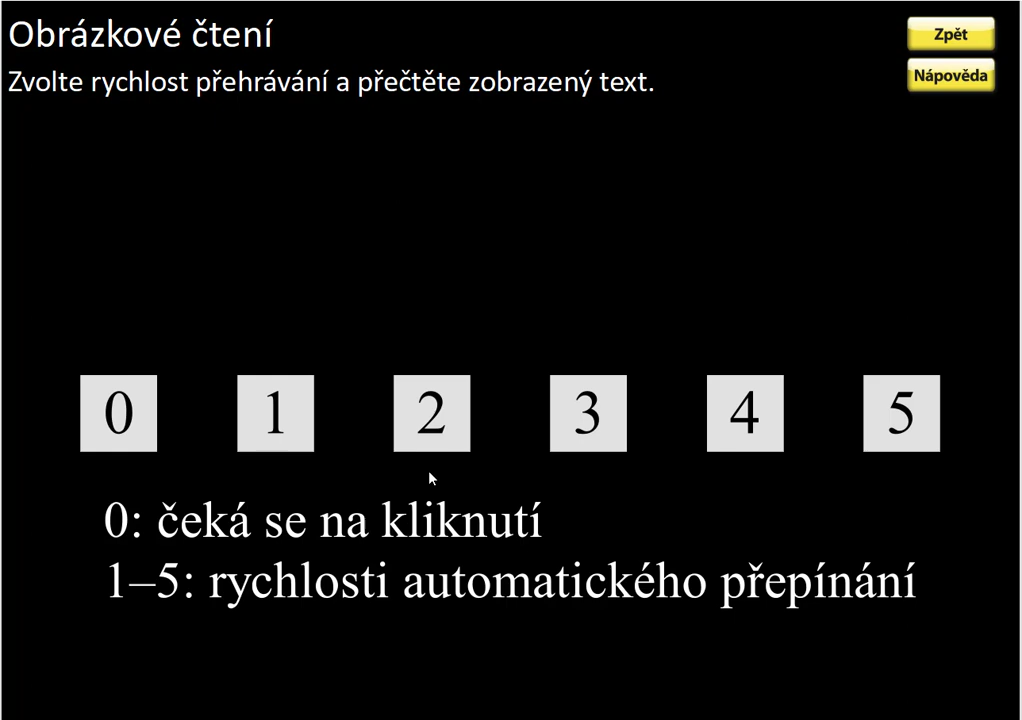 Obrázkové čtení
Zpět
Zvolte rychlost přehrávání a přečtěte zobrazený text.
Nápověda
0 1 2 3 4 5
0: čeká se na kliknutí
1–5: rychlosti automatického přepínání